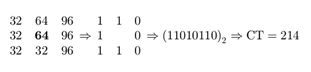 32 64 96 1 1 0
32 64 96 ⇒ 1 0 ⇒ (11010110)₂ ⇒ CT = 214
32 32 96 1 1 0